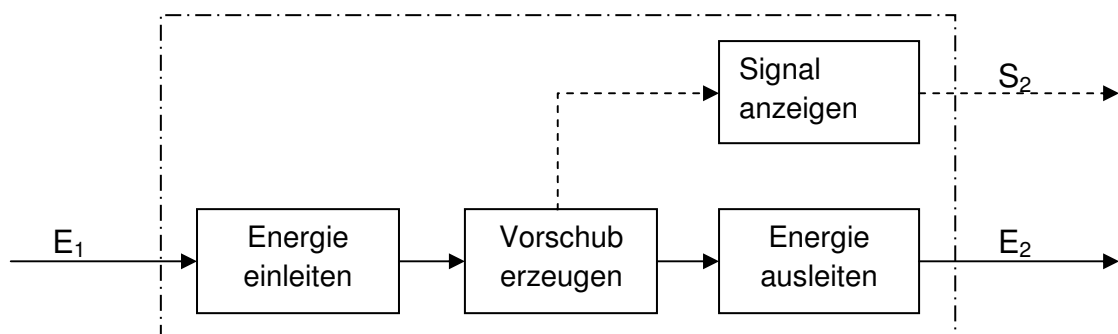 Signal
anzeigen
S₂
E₁
Energie
einleiten
Vorschub
erzeugen
Energie
ausleiten
E₂